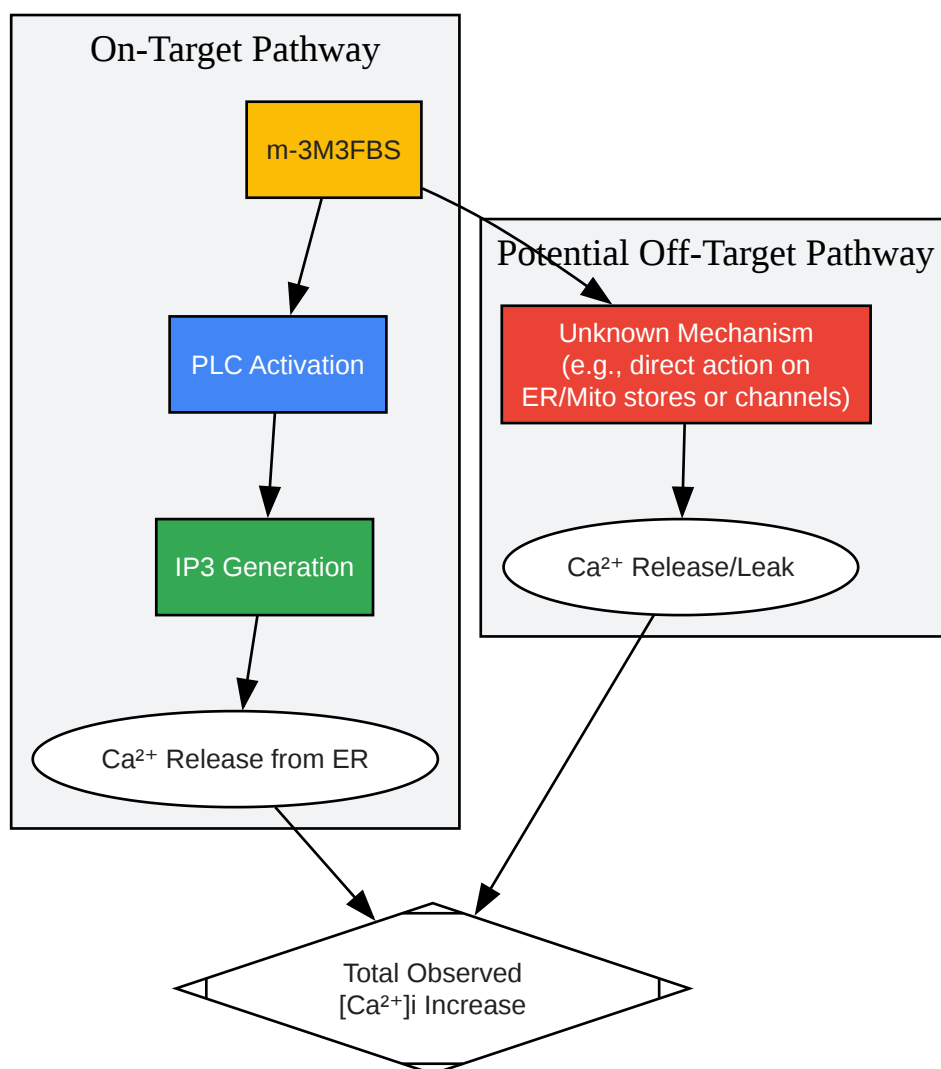 On-Target Pathway
m-3M3FBS
Potential Off-Target Pathway
PLC Activation
Unknown Mechanism
(e.g., direct action on
ER/Mito stores or channels)
IP3 Generation
Ca²⁺ Release/Leak
Ca²⁺ Release from ER
Total Observed
[Ca²⁺]i Increase